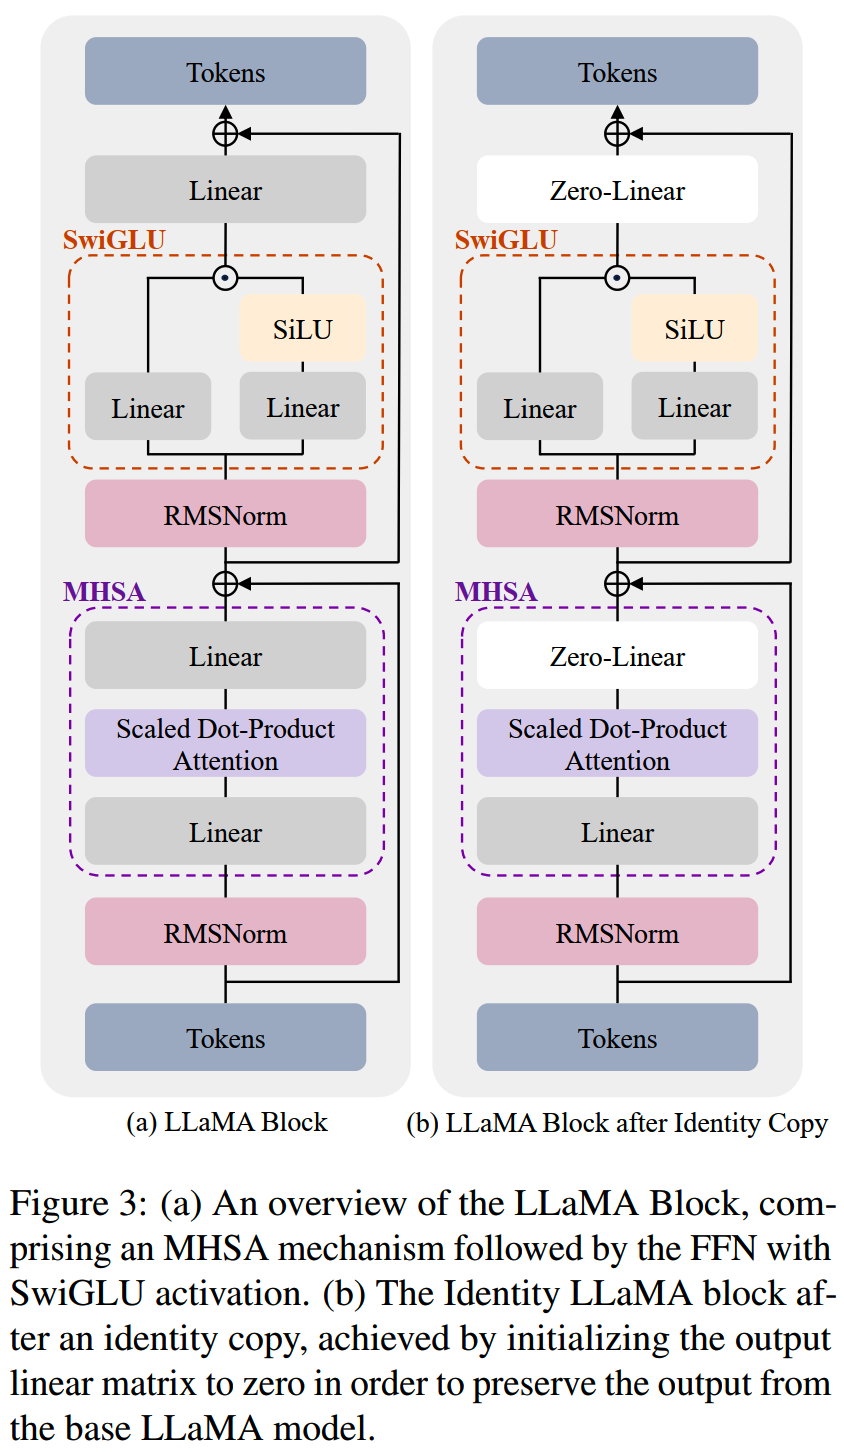 Tokens
Linear
SwiGLU
SiLU
Linear
Linear
RMSNorm
MHSA
Linear
Scaled Dot-Product
Attention
Linear
RMSNorm
Tokens
(a) LLaMA Block
Tokens
Zero-Linear
SwiGLU
SiLU
Linear
Linear
RMSNorm
MHSA
Zero-Linear
Scaled Dot-Product
Attention
Linear
RMSNorm
Tokens
(b) LLaMA Block after Identity Copy
Figure 3: (a) An overview of the LLaMA Block, com-
prising an MHSA mechanism followed by the FFN with
SwiGLU activation. (b) The Identity LLaMA block af-
ter an identity copy, achieved by initializing the output
linear matrix to zero in order to preserve the output from
the base LLaMA model.